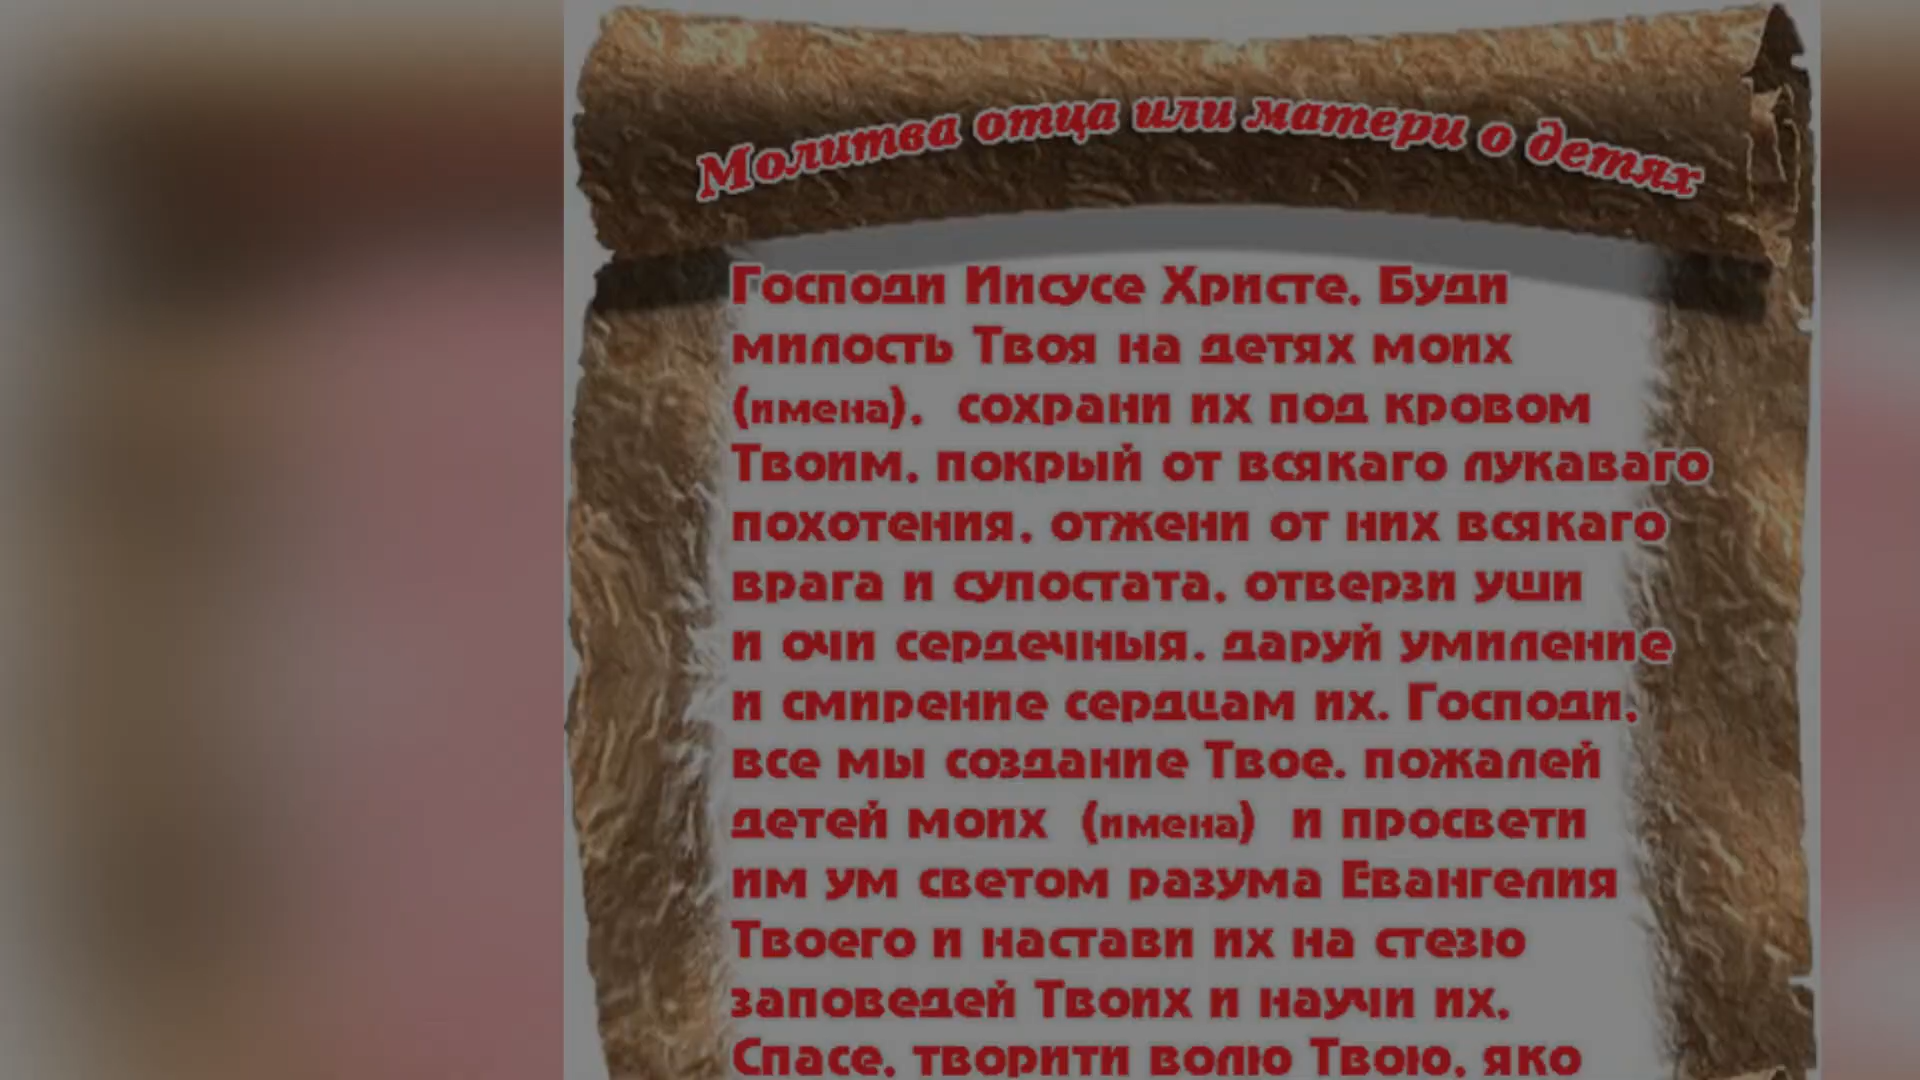 Молитва отца или матери о детях
Господи Иисусе Христе, Буди
милость Твоя на детях моих
(имена), сохрани их под кровом
Твоим, покрый от всякаго лукаваго
похотения, отжени от них всякаго
врага и супостата, отверзи уши
и очи сердечныя, даруй умиление
и смирение сердцам их. Господи,
все мы создание Твое, пожалей
детей моих (имена) и просвети
им ум светом разума Евангелия
Твоего и настави их на стезю
заповедей Твоих и научи их,
Спасе, творити волю Твою, яко